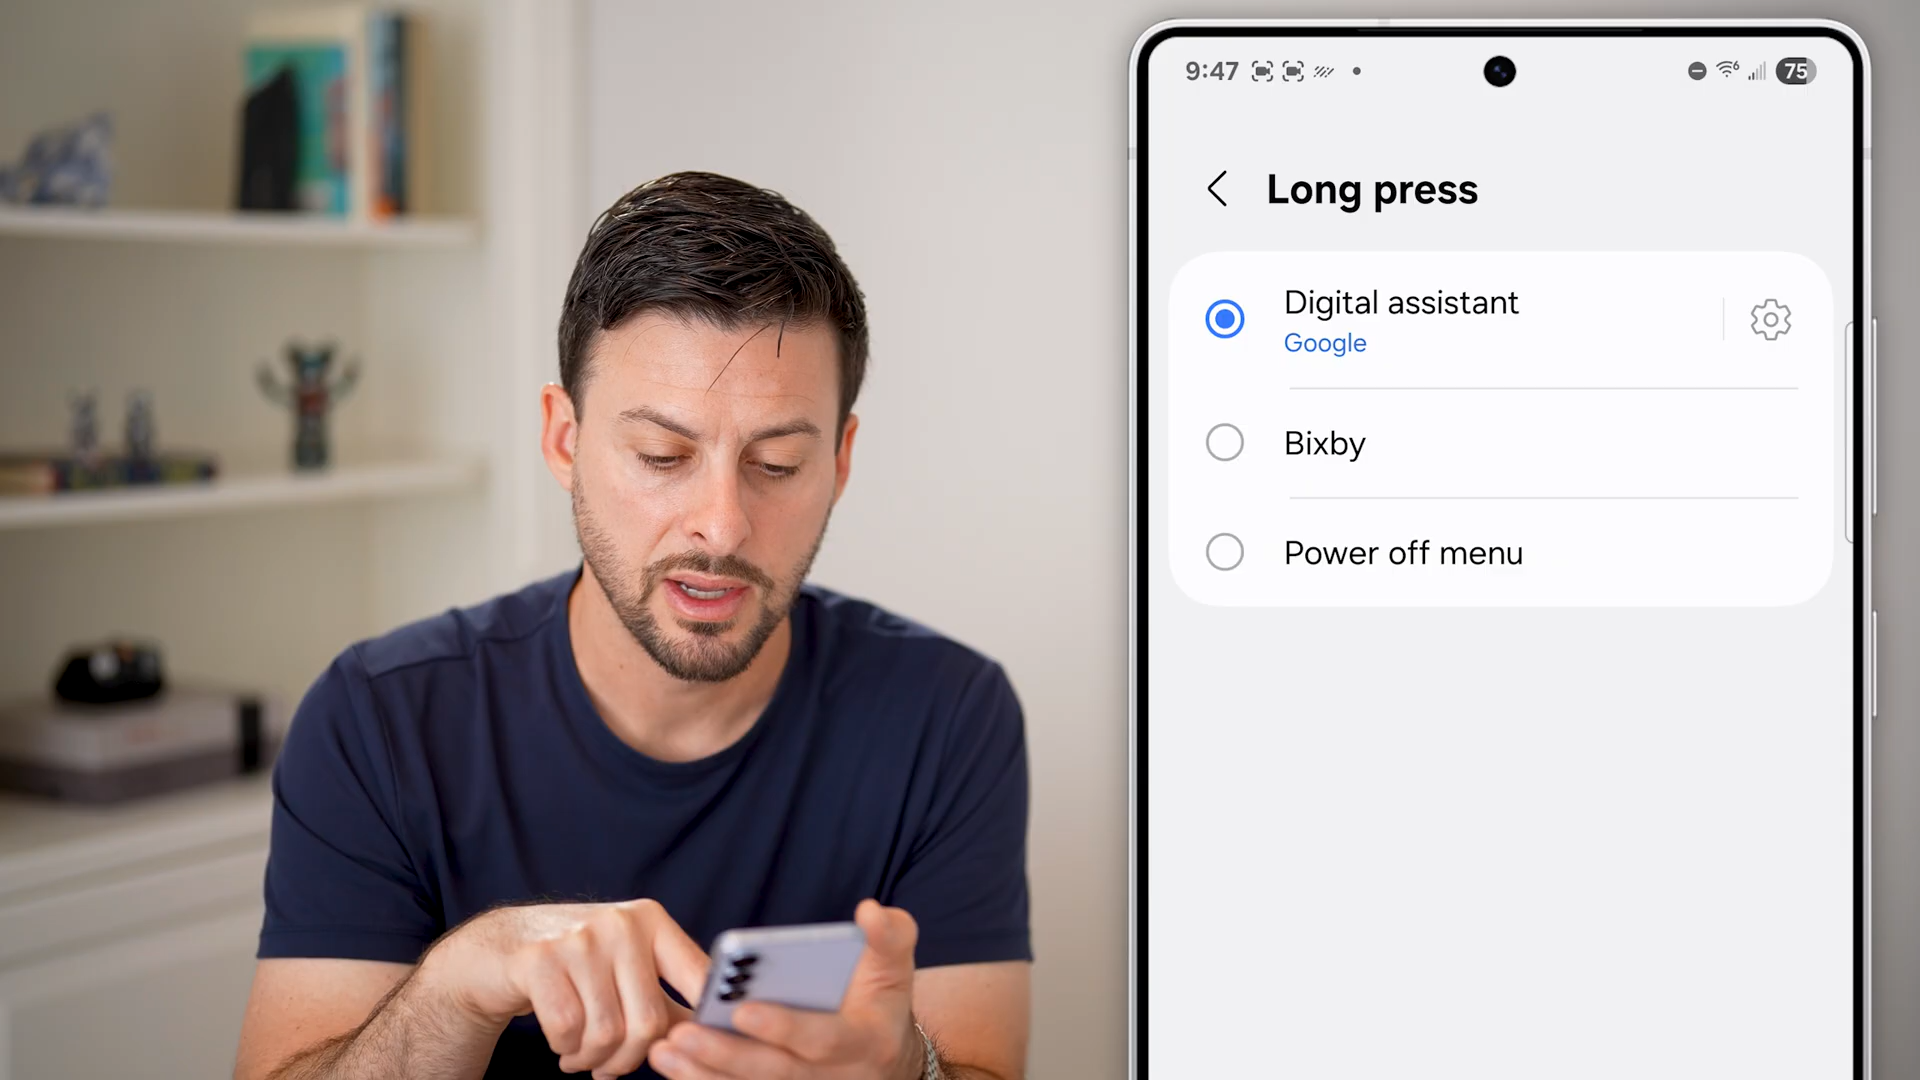 9:47
75
Long press
Digital assistant
Google
Bixby
Power off menu